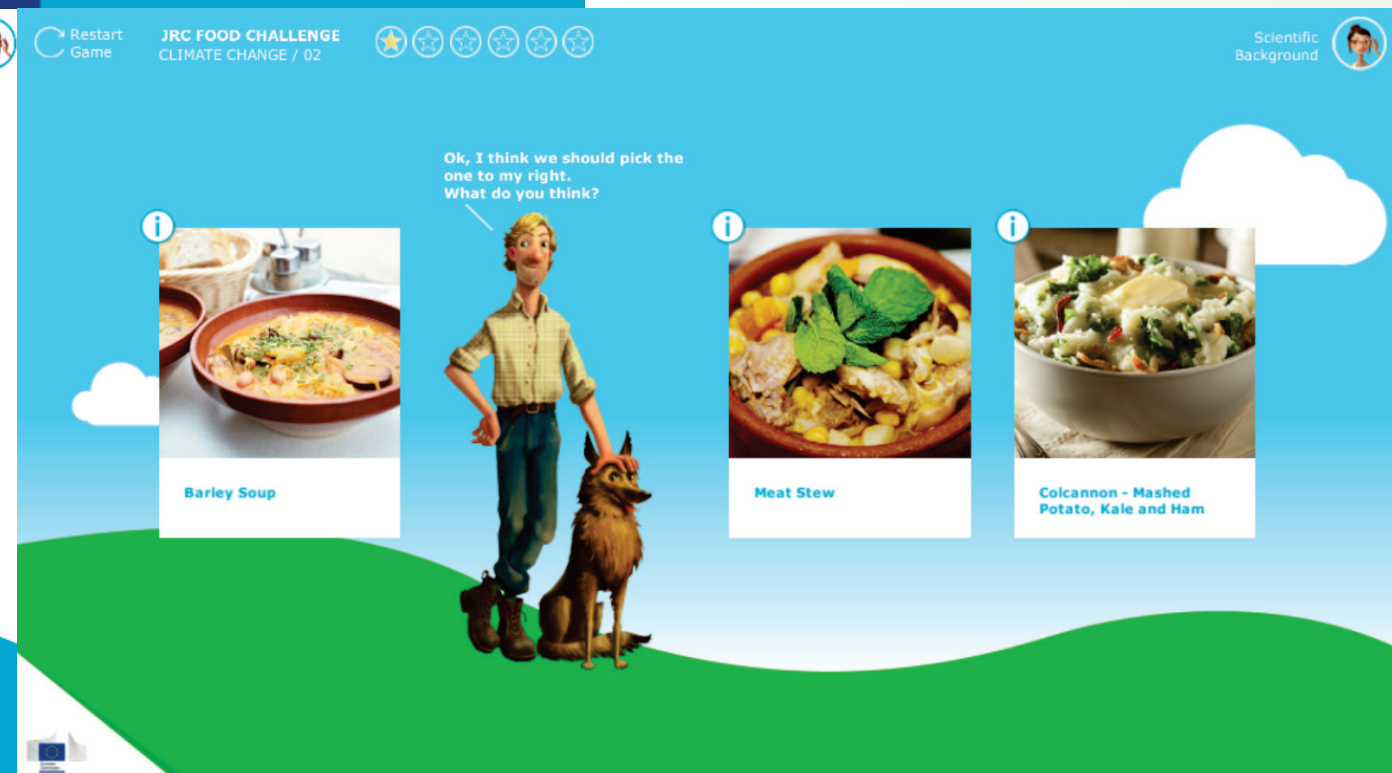 Restart
Game
JRC FOOD CHALLENGE
CLIMATE CHANGE / 02
Scientific
Background
Ok, I think we should pick the
one to my right.
What do you think?
i
i
i
Barley Soup
Meat Stew
Colcannon - Mashed
Potato, Kale and Ham